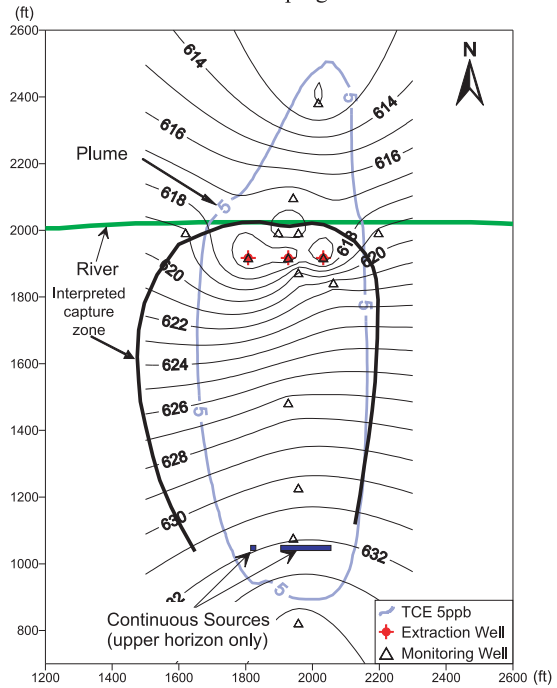 (ft)
2600
2400
2200
2000
1800
1600
1400
1200
1000
800
1200
1400
1600
1800
2000
2200
2400
2600
(ft)
N
614
614
616
616
618
618
620
620
622
624
626
628
630
632
5
5
5
5
5
5
Plume
River
Interpreted
capture
zone
Continuous Sources
(upper horizon only)
TCE 5ppb
Extraction Well
Monitoring Well